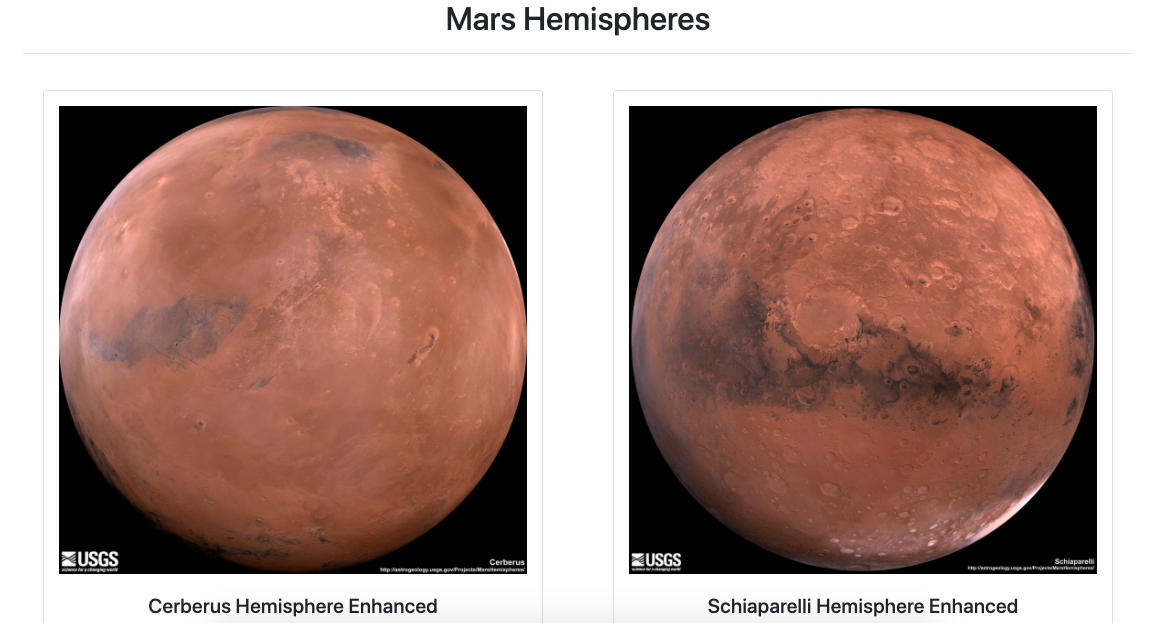 Mars Hemispheres
USGS
science for a changing world
Cerberus
http://astrogeology.usgs.gov/Projects/MarsHemispheres/
USGS
science for a changing world
Schiaparelli
http://astrogeology.usgs.gov/Projects/MarsHemispheres/
Cerberus Hemisphere Enhanced
Schiaparelli Hemisphere Enhanced